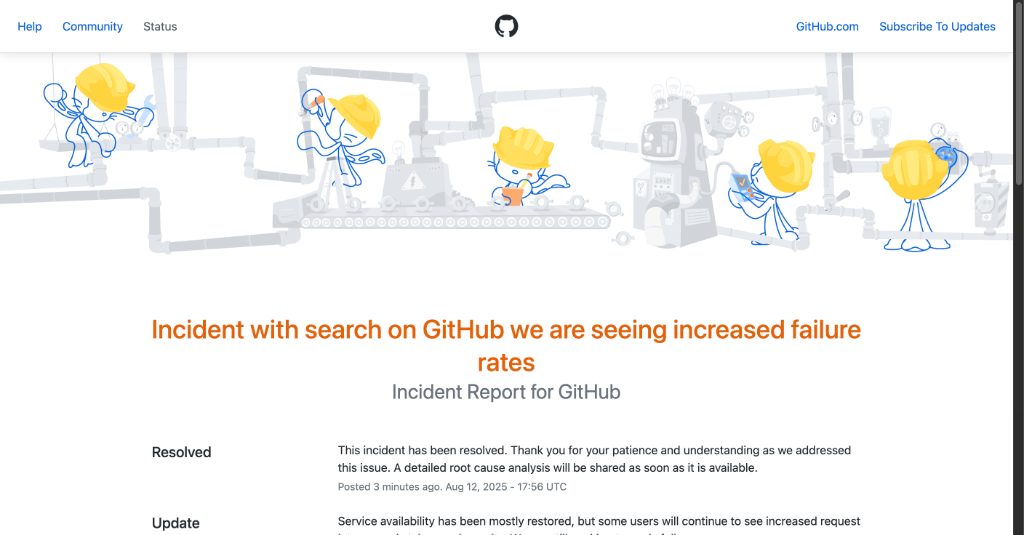 Help Community Status GitHub.com Subscribe To Updates
Incident with search on GitHub we are seeing increased failure
rates
Incident Report for GitHub
Resolved
This incident has been resolved. Thank you for your patience and understanding as we addressed
this issue. A detailed root cause analysis will be shared as soon as it is available.
Posted 3 minutes ago. Aug 12, 2025 - 17:56 UTC
Update
Service availability has been mostly restored, but some users will continue to see increased request